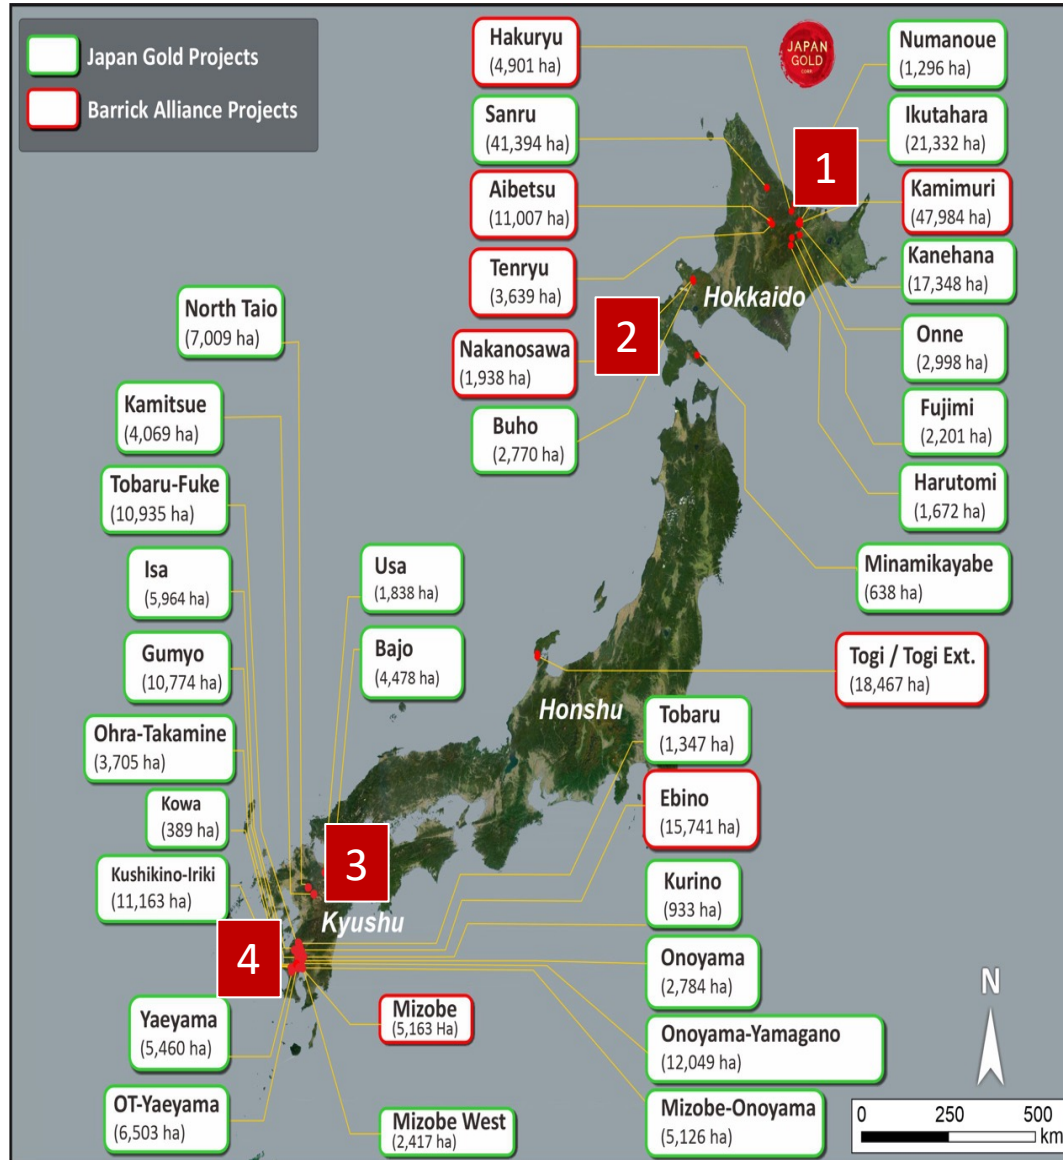 Japan Gold Projects
Barrick Alliance Projects
JAPAN
GOLD
CORP.
Hakuryu
(4,901 ha)
Sanru
(41,394 ha)
Aibetsu
(11,007 ha)
Tenryu
(3,639 ha)
Nakanosawa
(1,938 ha)
Buho
(2,770 ha)
Numanoue
(1,296 ha)
Ikutahara
(21,332 ha)
Kamimuri
(47,984 ha)
Kanehana
(17,348 ha)
Onne
(2,998 ha)
Fujimi
(2,201 ha)
Harutomi
(1,672 ha)
Minamikayabe
(638 ha)
Togi / Togi Ext.
(18,467 ha)
1
2
Hokkaido
Honshu
North Taio
(7,009 ha)
Kamitsue
(4,069 ha)
Tobaru-Fuke
(10,935 ha)
Isa
(5,964 ha)
Gumyo
(10,774 ha)
Ohra-Takamine
(3,705 ha)
Kowa
(389 ha)
Kushikino-Iriki
(11,163 ha)
Usa
(1,838 ha)
Bajo
(4,478 ha)
3
Kyushu
4
Tobaru
(1,347 ha)
Ebino
(15,741 ha)
Kurino
(933 ha)
Onoyama
(2,784 ha)
Onoyama-Yamagano
(12,049 ha)
Mizobe-Onoyama
(5,126 ha)
Yaeyama
(5,460 ha)
OT-Yaeyama
(6,503 ha)
Mizobe
(5,163 Ha)
Mizobe West
(2,417 ha)
N
0 250 500
km